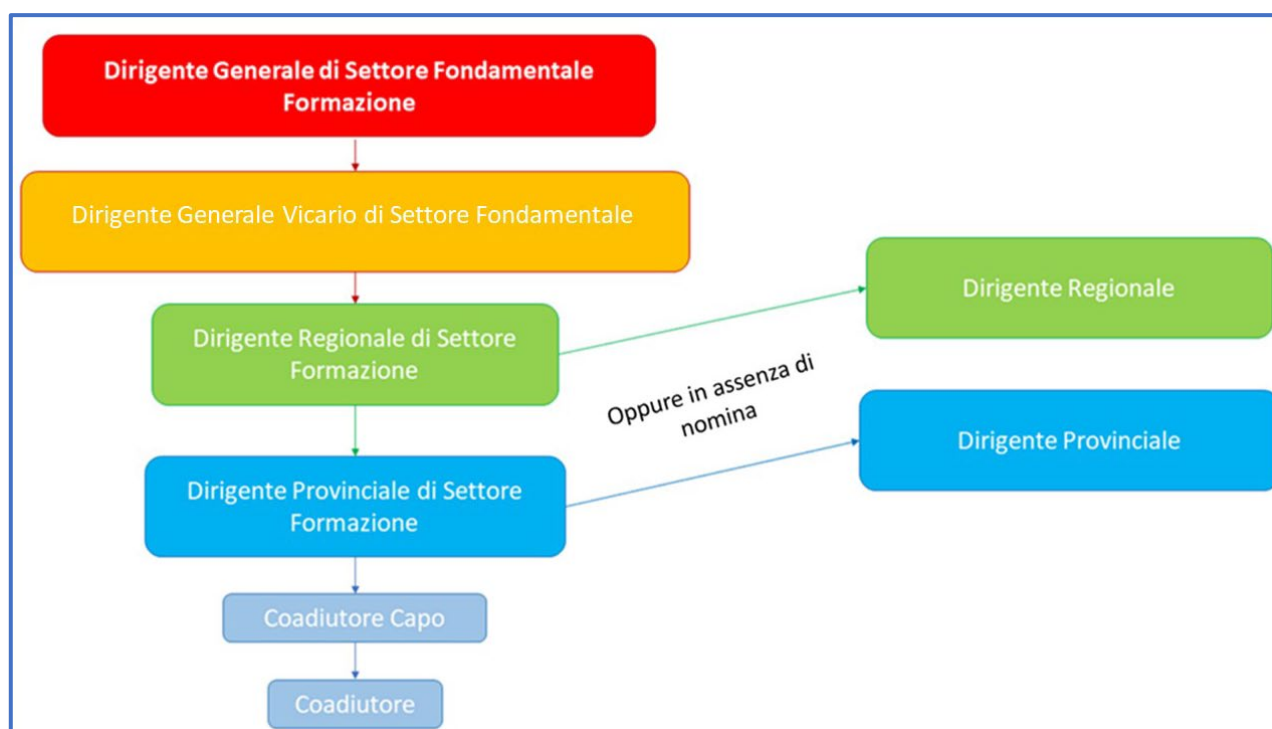 Dirigente Generale di Settore Fondamentale
Formazione
Dirigente Generale Vicario di Settore Fondamentale
Dirigente Regionale di Settore
Formazione
Dirigente Regionale
Oppure in assenza di
nomina
Dirigente Provinciale di Settore
Formazione
Dirigente Provinciale
Coadiutore Capo
Coadiutore